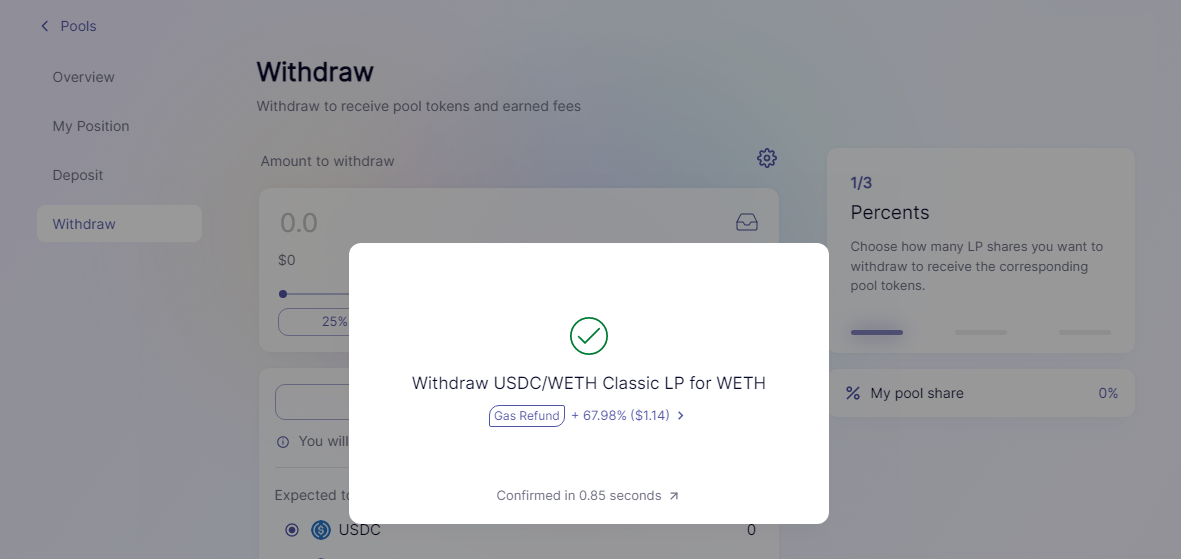 Pools
Overview
My Position
Deposit
Withdraw
Withdraw
Withdraw to receive pool tokens and earned fees
Amount to withdraw
0.0
$0
25%
You will
Expected to
USDC
0
Withdraw USDC/WETH Classic LP for WETH
Gas Refund + 67.98% ($1.14)
Confirmed in 0.85 seconds
1/3
Percents
Choose how many LP shares you want to
withdraw to receive the corresponding
pool tokens.
My pool share 0%